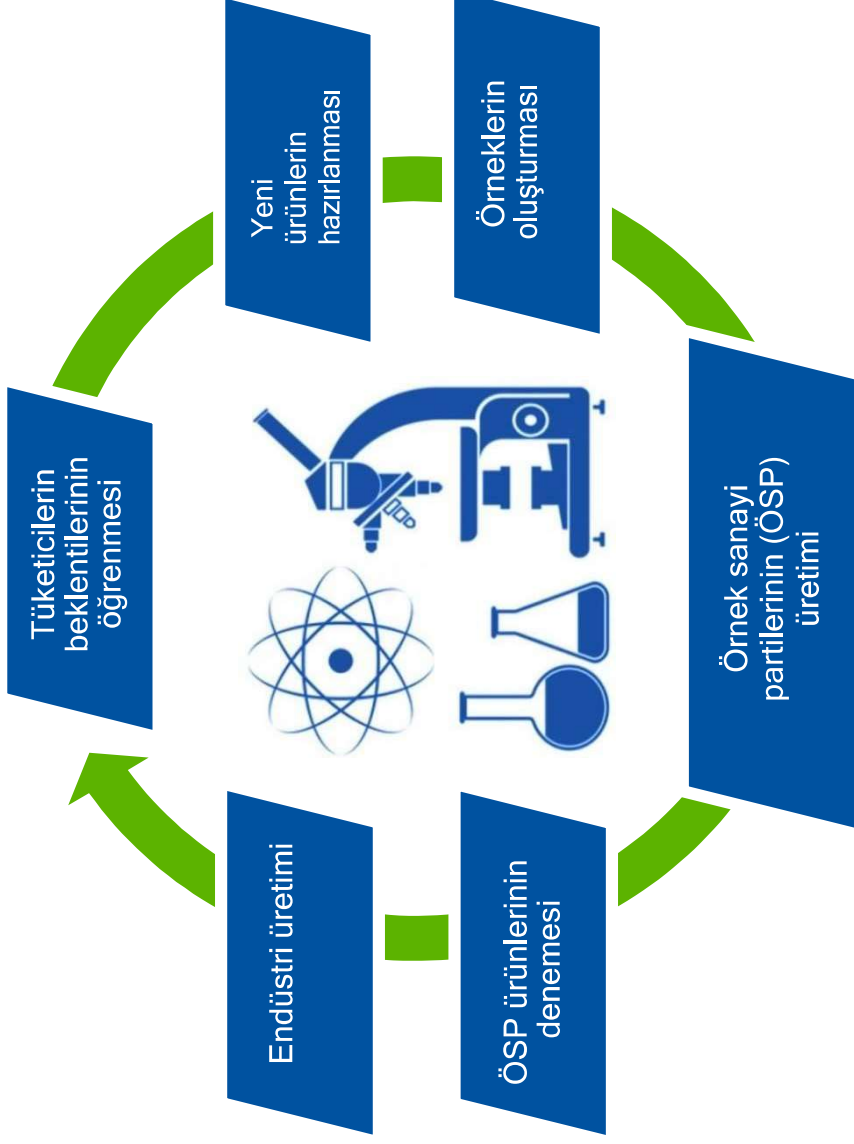 Tüketicilerin
beklentilerinin
öğrenmesi
Yeni
ürünlerin
hazırlanması
Örneklerin
oluşturması
Örnek sanayi
partilerinin (ÖSP)
üretimi
ÖSP ürünlerinin
denemesi
Endüstri üretimi